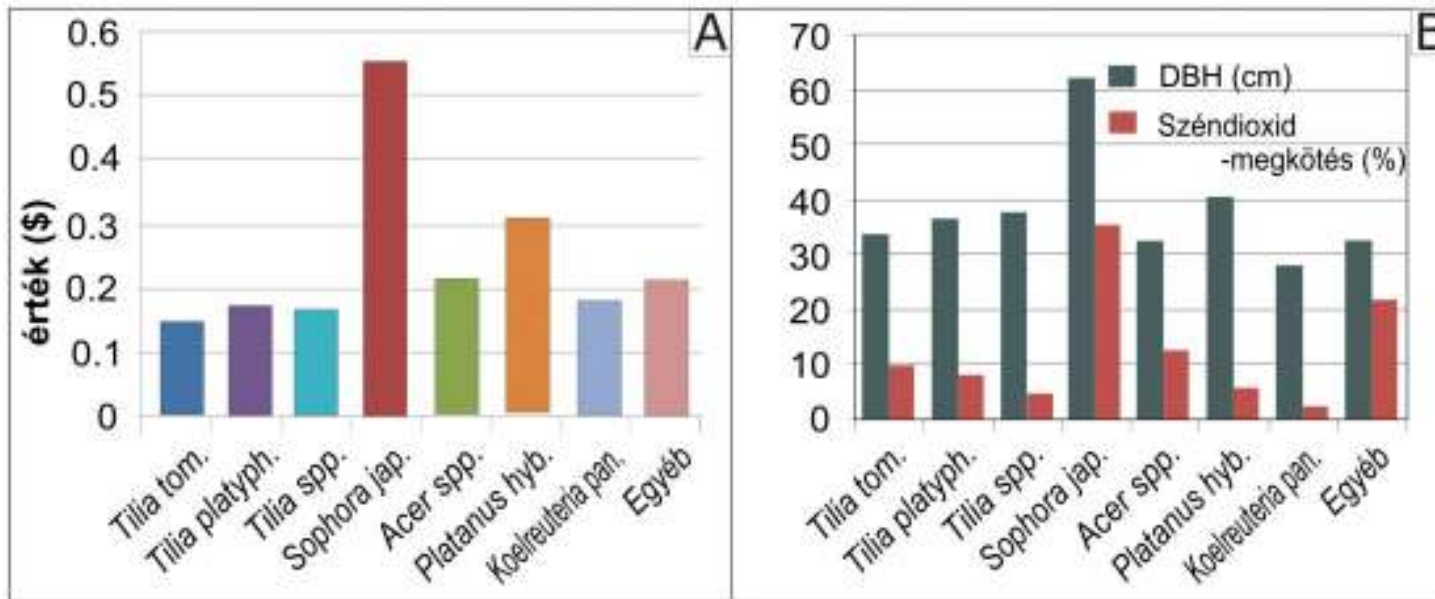 A
érték ($)
0.6
0.5
0.4
0.3
0.2
0.1
0
Tilia tom.
Tilia platyph.
Tilia spp.
Sophora jap.
Acer spp.
Platanus hyb.
Koelreuteria pan.
Egyéb
B
70
60
50
40
30
20
10
0
DBH (cm)
Széndioxid
-megkötés (%)
Tilia tom.
Tilia platyph.
Tilia spp.
Sophora jap.
Acer spp.
Platanus hyb.
Koelreuteria pan.
Egyéb